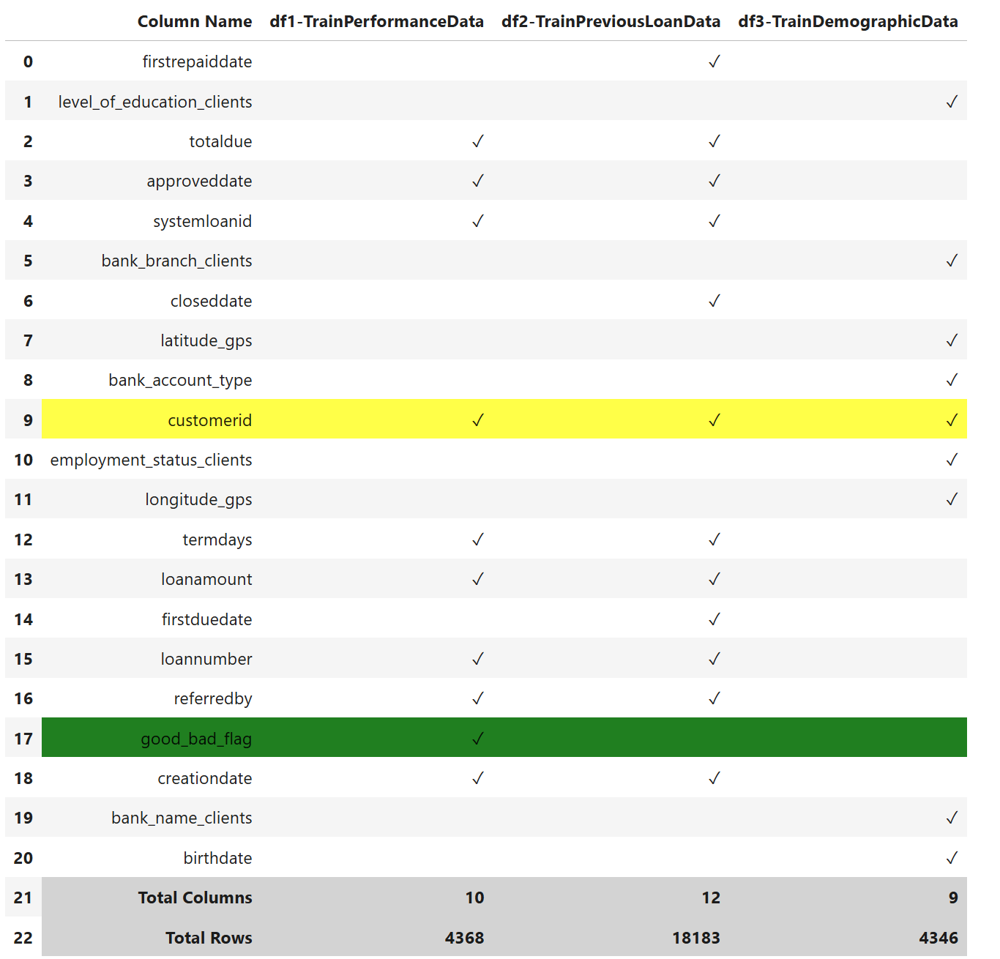 Column Name df1-TrainPerformanceData df2-TrainPreviousLoanData df3-TrainDemographicData
0 firstrepaiddate ✓
1 level_of_education_clients ✓
2 totaldue ✓ ✓
3 approveddate ✓ ✓
4 systemloanid ✓ ✓
5 bank_branch_clients ✓
6 closeddate ✓
7 latitude_gps ✓
8 bank_account_type ✓
9 customerid ✓ ✓ ✓
10 employment_status_clients ✓
11 longitude_gps ✓
12 termdays ✓ ✓
13 loanamount ✓ ✓
14 firstduedate ✓
15 loannumber ✓ ✓
16 referredby ✓ ✓
17 good_bad_flag ✓
18 creationdate ✓ ✓
19 bank_name_clients ✓
20 birthdate ✓
21 Total Columns 10 12 9
22 Total Rows 4368 18183 4346